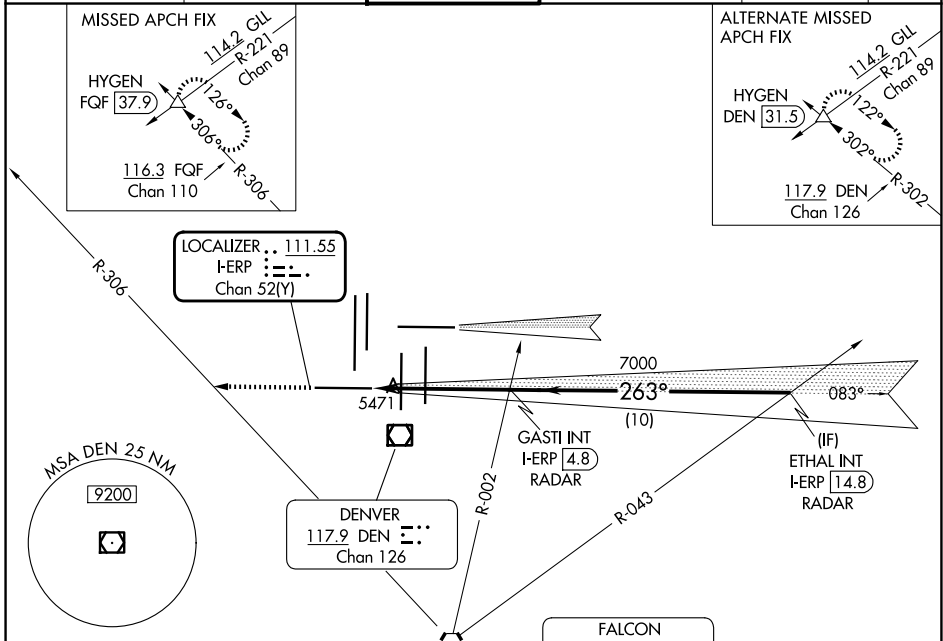 MISSED APCH FIX
114.2 GLL
R-221
Chan 89
HYGEN
FQF 37.9
126°
306°
116.3 FQF
Chan 110
R-306
ALTERNATE MISSED
APCH FIX
114.2 GLL
R-221
Chan 89
HYGEN
DEN 31.5
122°
302°
117.9 DEN
Chan 126
R-302
R-306
LOCALIZER 111.55
I-ERP
Chan 52(Y)
7000
263°
083°
(10)
5471
GASTI INT
I-ERP 4.8
RADAR
(IF)
ETHAL INT
I-ERP 14.8
RADAR
R-002
R-043
MSA DEN 25 NM
9200
DENVER
117.9 DEN
Chan 126
FALCON